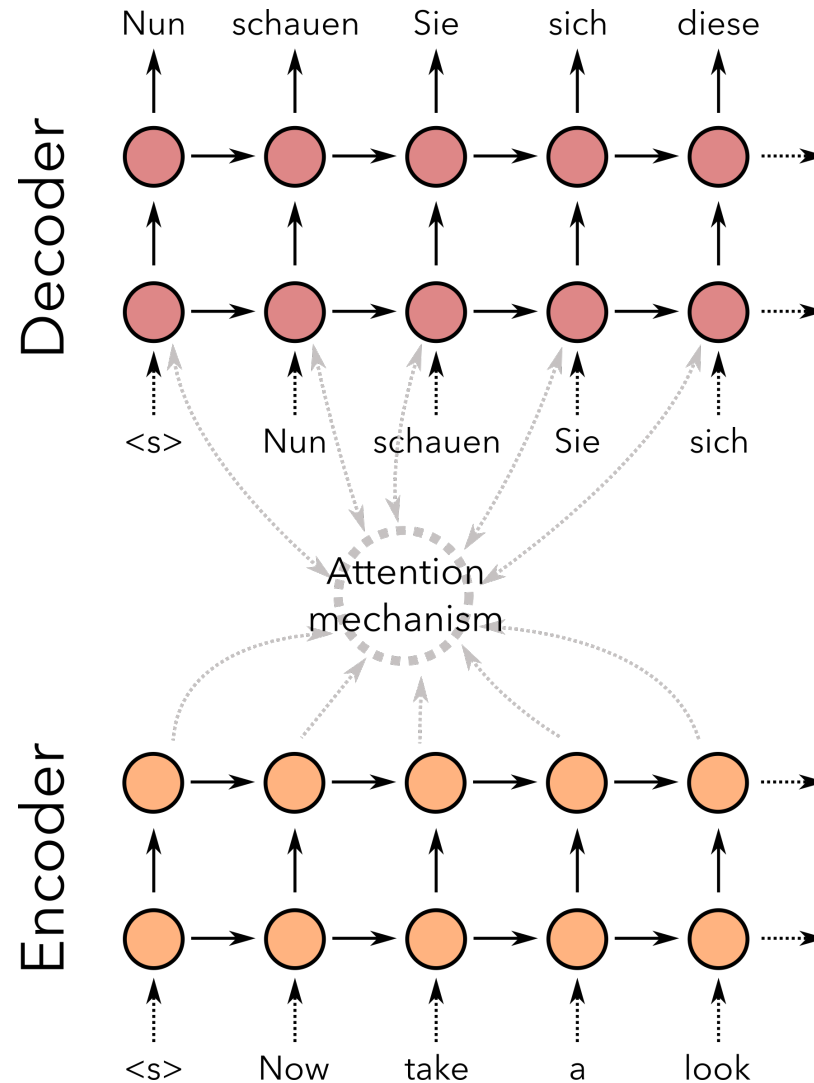 Nun schauen Sie sich diese
Decoder
<s> Nun schauen Sie sich
Attention
mechanism
Encoder
<s> Now take a look